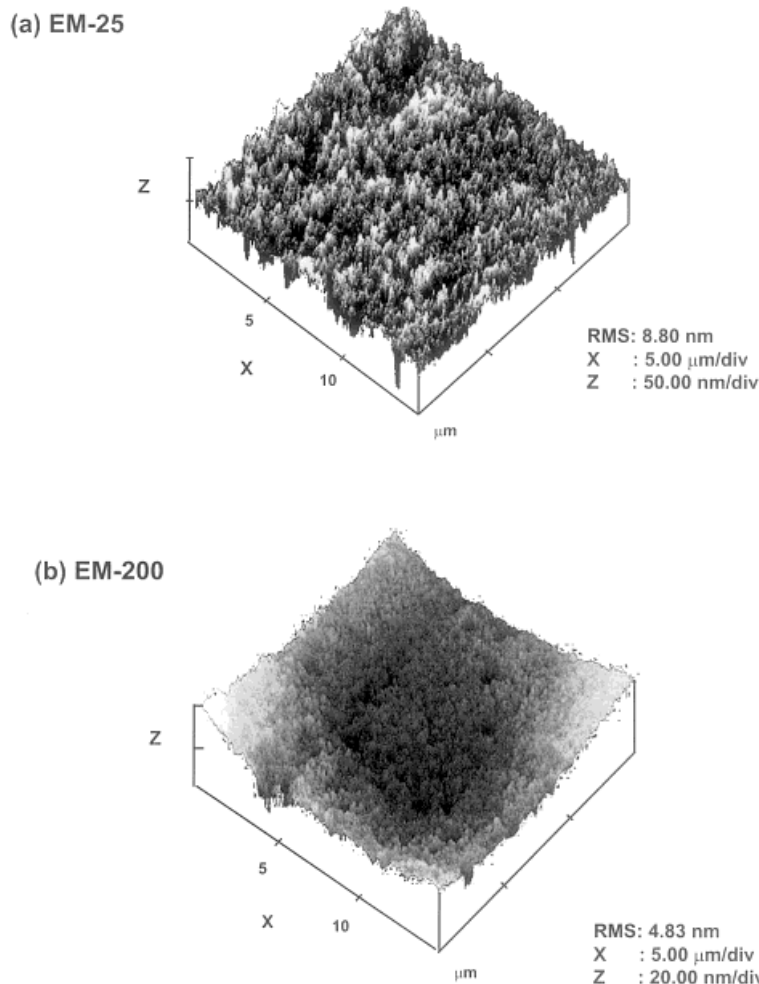 (a) EM-25
Z
5
X
10
μm
RMS: 8.80 nm
X : 5.00 μm/div
Z : 50.00 nm/div
(b) EM-200
Z
5
X
10
μm
RMS: 4.83 nm
X : 5.00 μm/div
Z : 20.00 nm/div